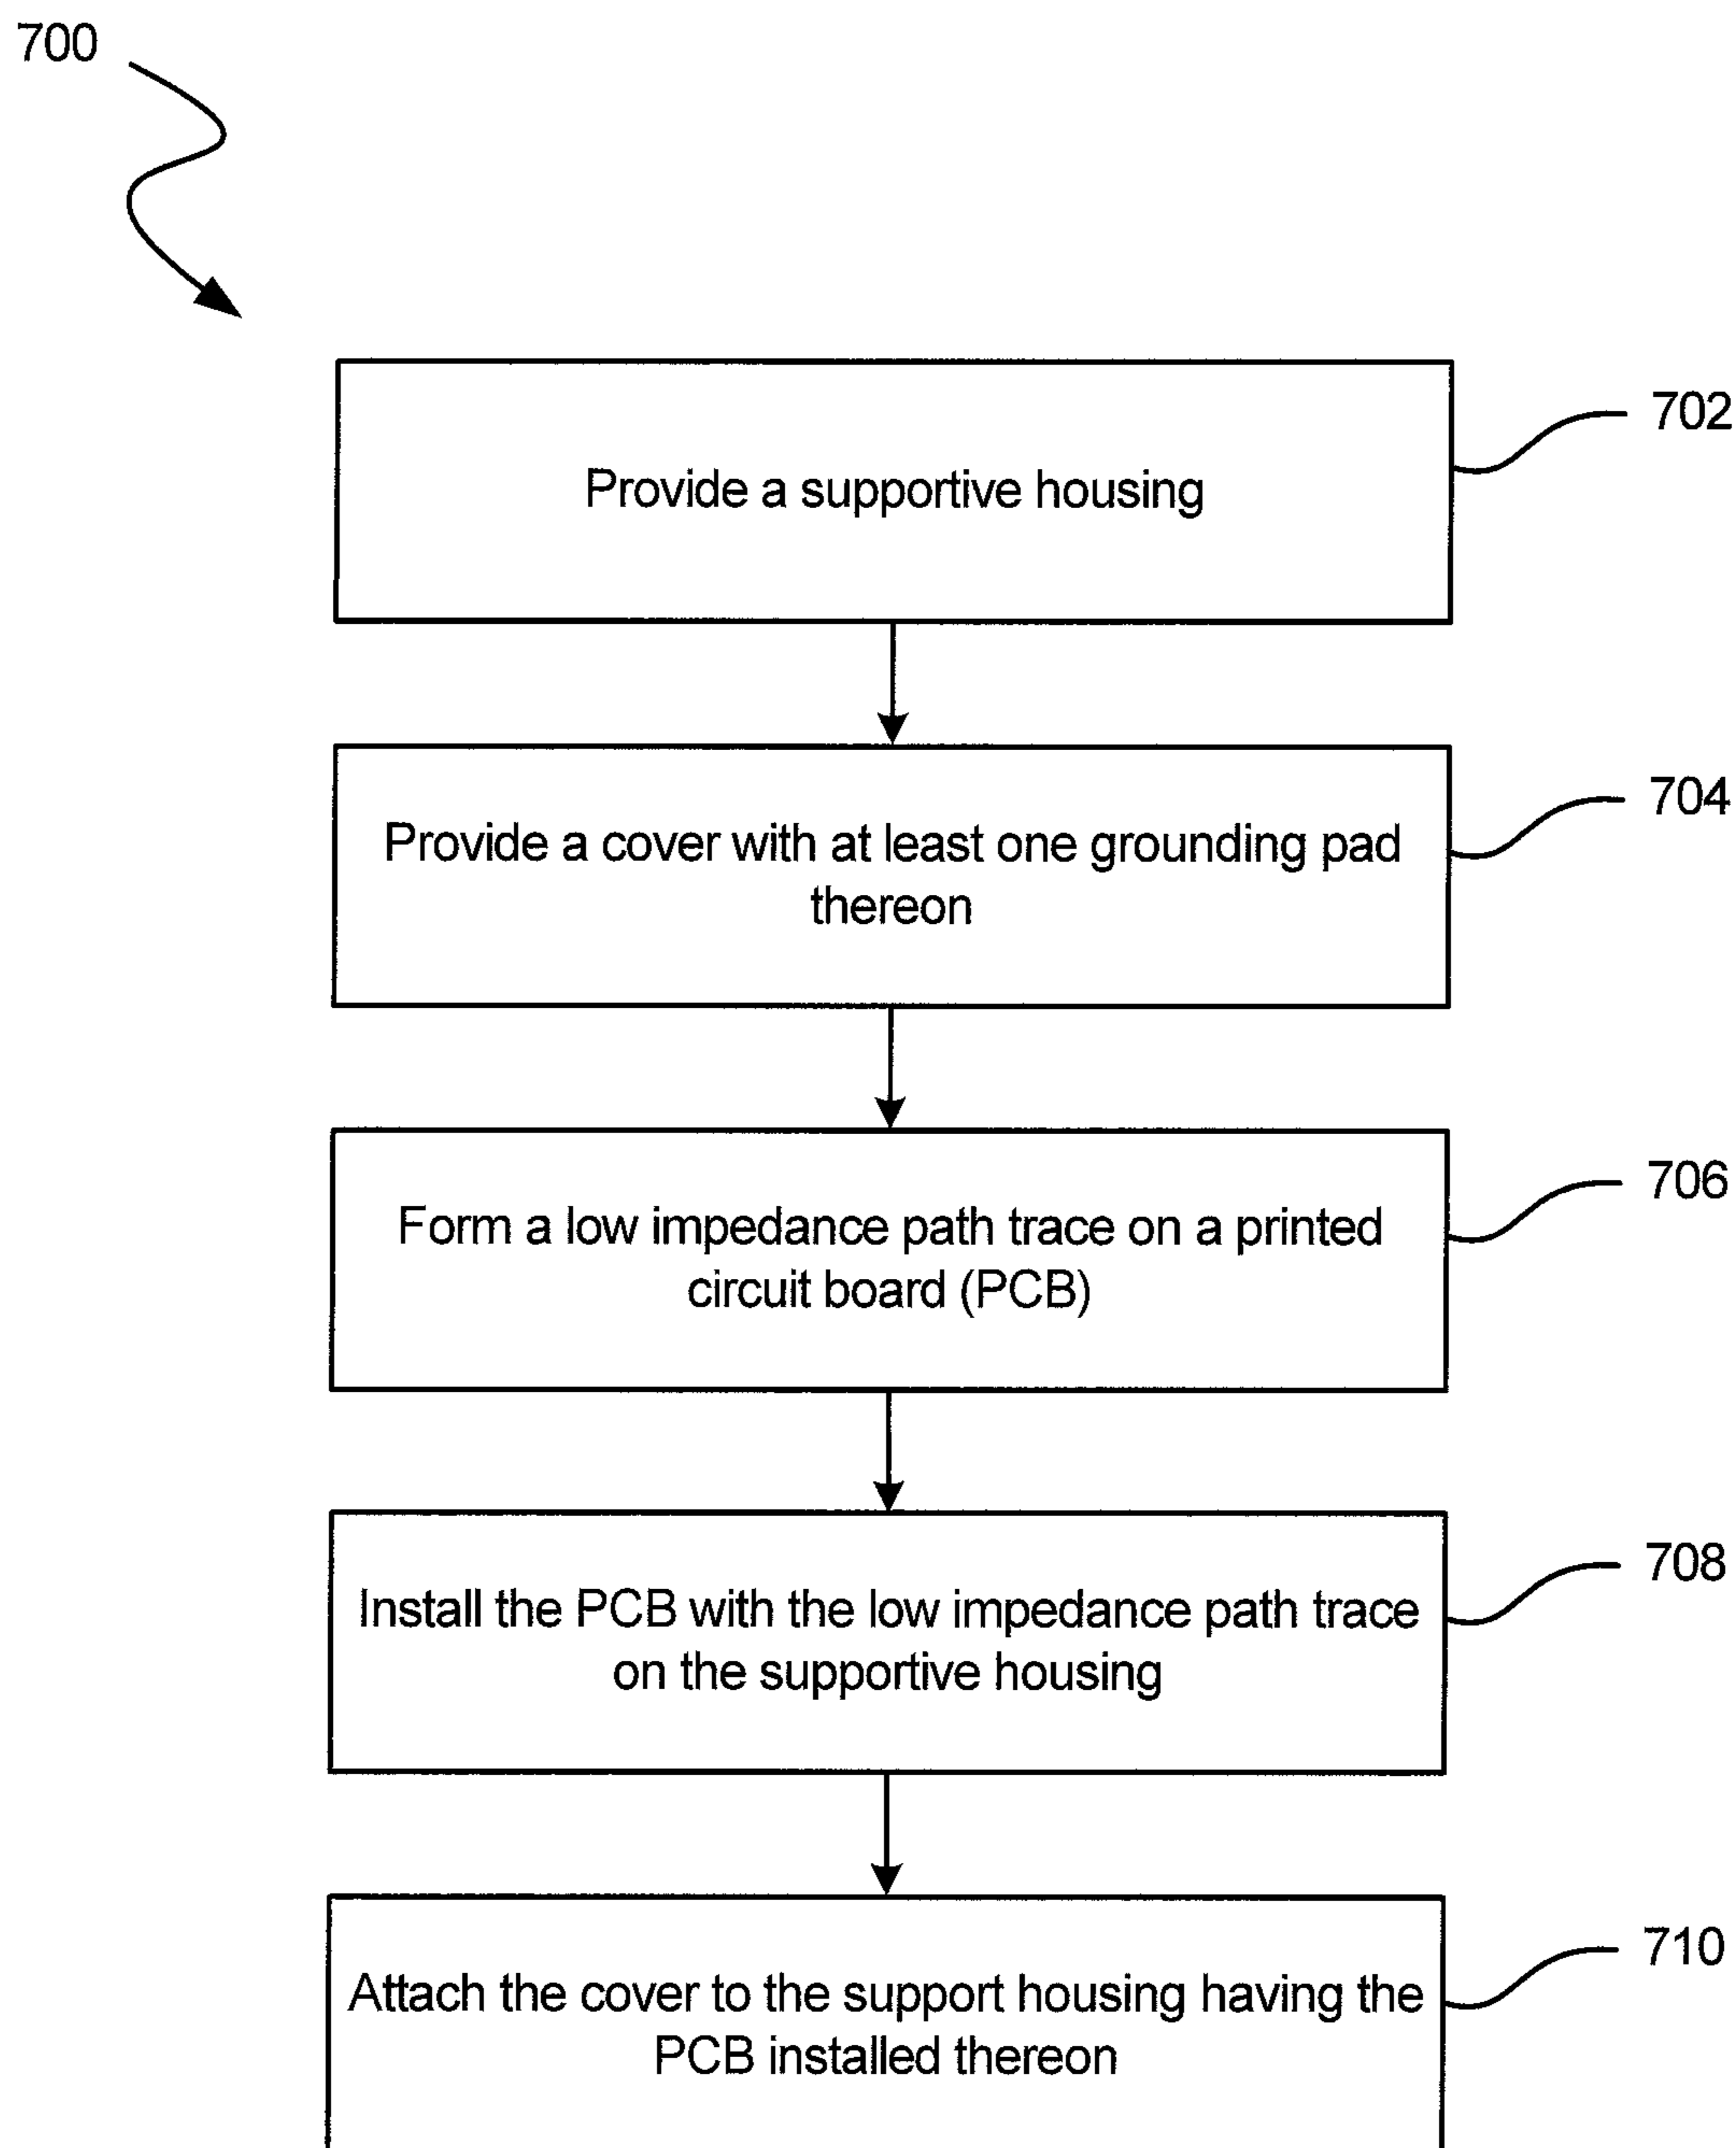 700
Provide a supportive housing
702
Provide a cover with at least one grounding pad
thereon
704
Form a low impedance path trace on a printed
circuit board (PCB)
706
Install the PCB with the low impedance path trace
on the supportive housing
708
Attach the cover to the support housing having the
PCB installed thereon
710